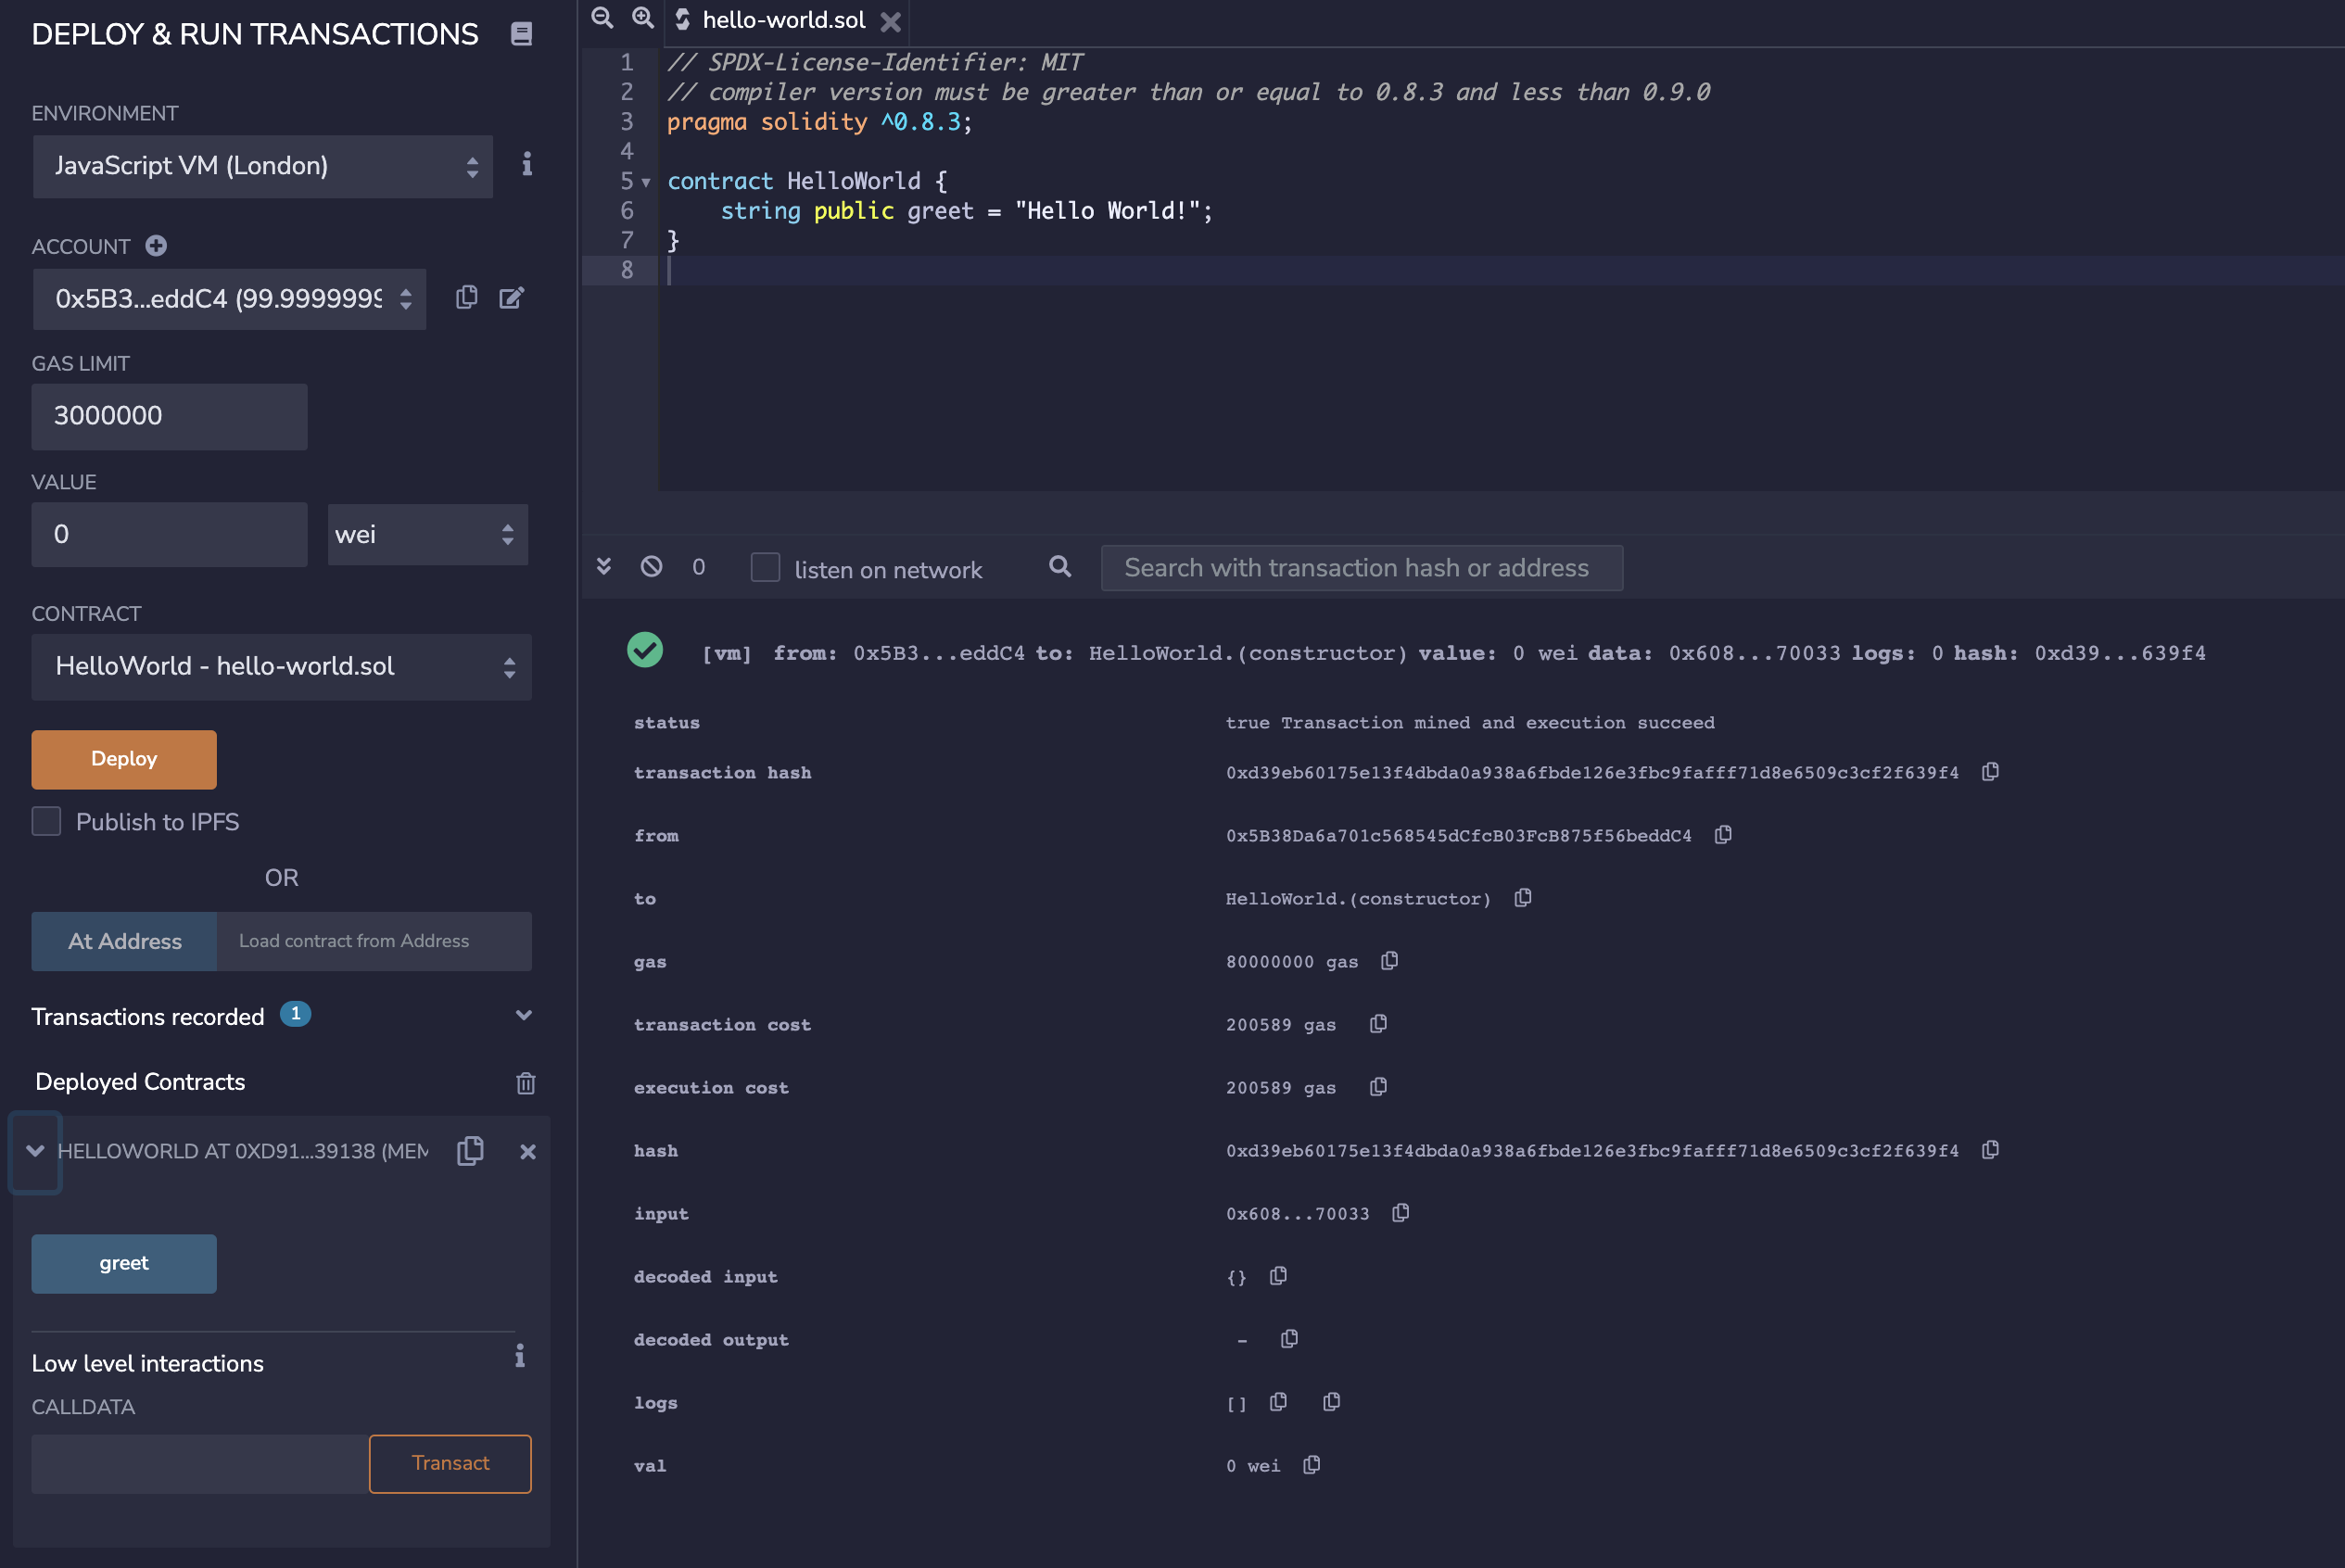 DEPLOY & RUN TRANSACTIONS
ENVIRONMENT
JavaScript VM (London)
ACCOUNT
0x5B3...eddC4 (99.9999999
GAS LIMIT
3000000
VALUE
0
wei
CONTRACT
HelloWorld - hello-world.sol
Deploy
Publish to IPFS
OR
At Address
Load contract from Address
Transactions recorded 1
Deployed Contracts
HELLOWORLD AT 0XD91...39138 (MEM
greet
Low level interactions
CALLDATA
Transact
hello-world.sol
1 // SPDX-License-Identifier: MIT
2 // compiler version must be greater than or equal to 0.8.3 and less than 0.9.0
3 pragma solidity ^0.8.3;
4
5 contract HelloWorld {
6     string public greet = "Hello World!";
7 }
8
0
listen on network
Search with transaction hash or address
[vm] from: 0x5B3...eddC4 to: HelloWorld.(constructor) value: 0 wei data: 0x608...70033 logs: 0 hash: 0xd39...639f4
status true Transaction mined and execution succeed
transaction hash 0xd39eb60175e13f4dbda0a938a6fbde126e3fbc9fafff71d8e6509c3cf2f639f4
from 0x5B38Da6a701c568545dCfcB03FcB875f56beddC4
to HelloWorld.(constructor)
gas 80000000 gas
transaction cost 200589 gas
execution cost 200589 gas
hash 0xd39eb60175e13f4dbda0a938a6fbde126e3fbc9fafff71d8e6509c3cf2f639f4
input 0x608...70033
decoded input {}
decoded output -
logs []
val 0 wei